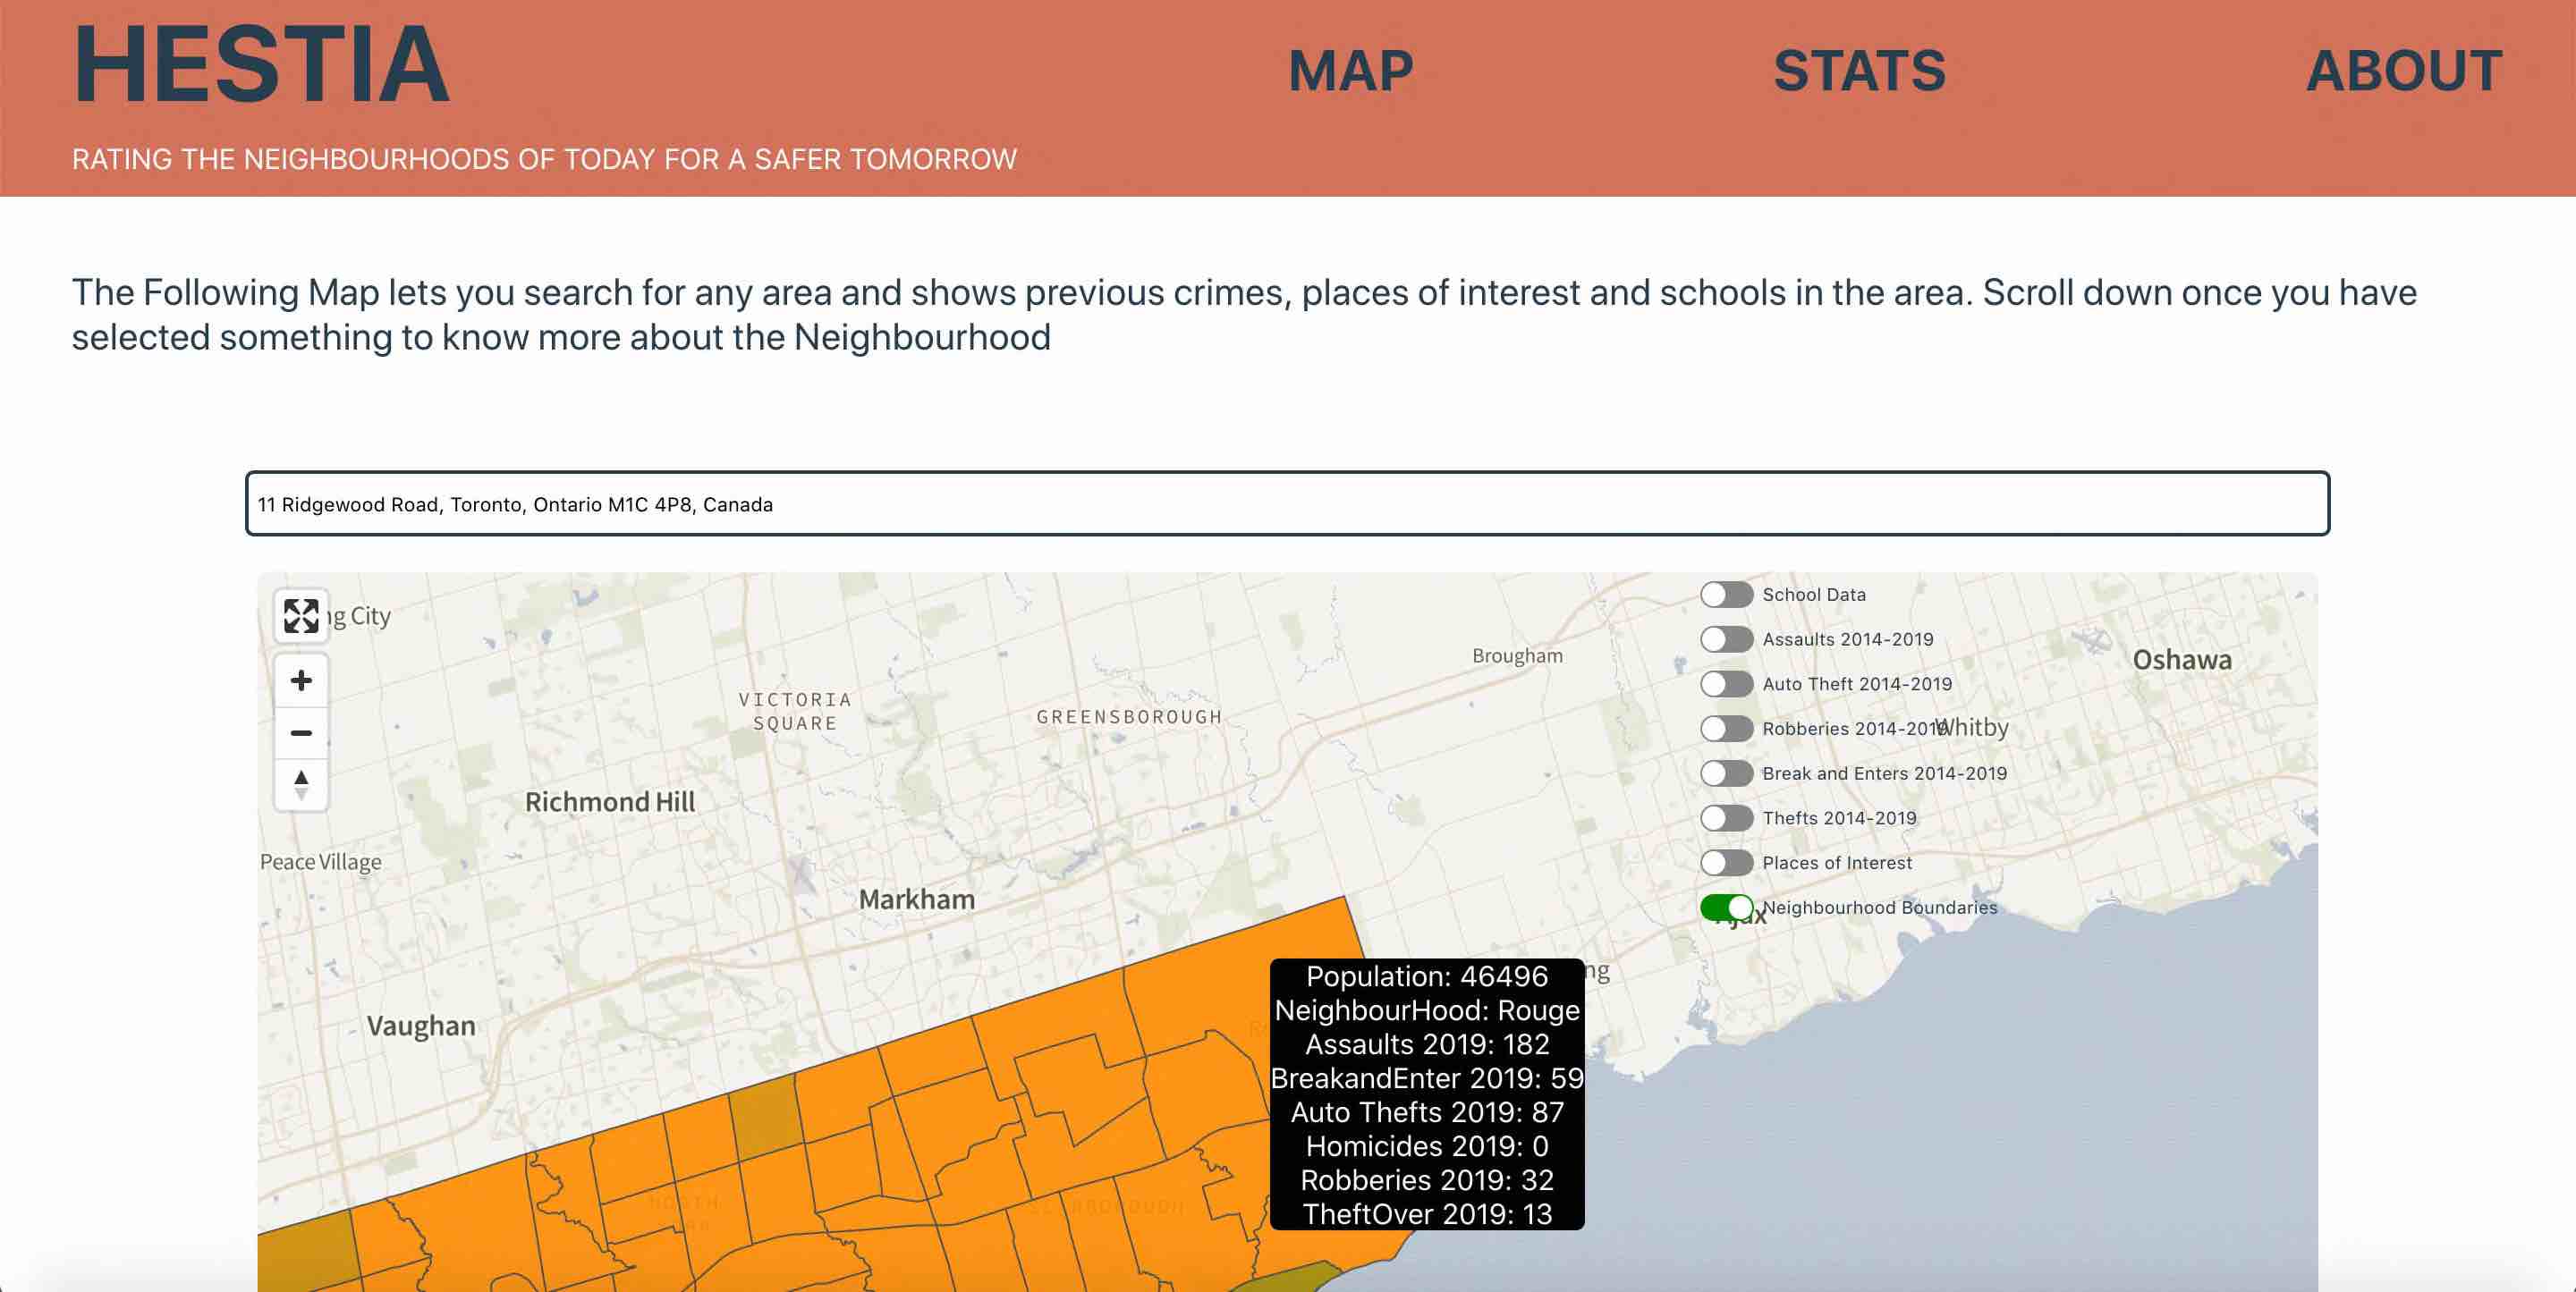 HESTIA
MAP
STATS
ABOUT
RATING THE NEIGHBOURHOODS OF TODAY FOR A SAFER TOMORROW
The Following Map lets you search for any area and shows previous crimes, places of interest and schools in the area. Scroll down once you have
selected something to know more about the Neighbourhood
11 Ridgewood Road, Toronto, Ontario M1C 4P8, Canada
ng City
School Data
Assaults 2014-2019
Brougham
Oshawa
Auto Theft 2014-2019
VICTORIA
SQUARE
GREENSBOROUGH
Robberies 2014-2019
Whitby
Break and Enters 2014-2019
Richmond Hill
Thefts 2014-2019
Peace Village
Places of Interest
Markham
Neighbourhood Boundaries
Ajax
ng
Vaughan
Population: 46496
NeighbourHood: Rouge
Assaults 2019: 182
BreakandEnter 2019: 59
Auto Thefts 2019: 87
Homicides 2019: 0
Robberies 2019: 32
TheftOver 2019: 13
NORTH
SCARBOROUGH